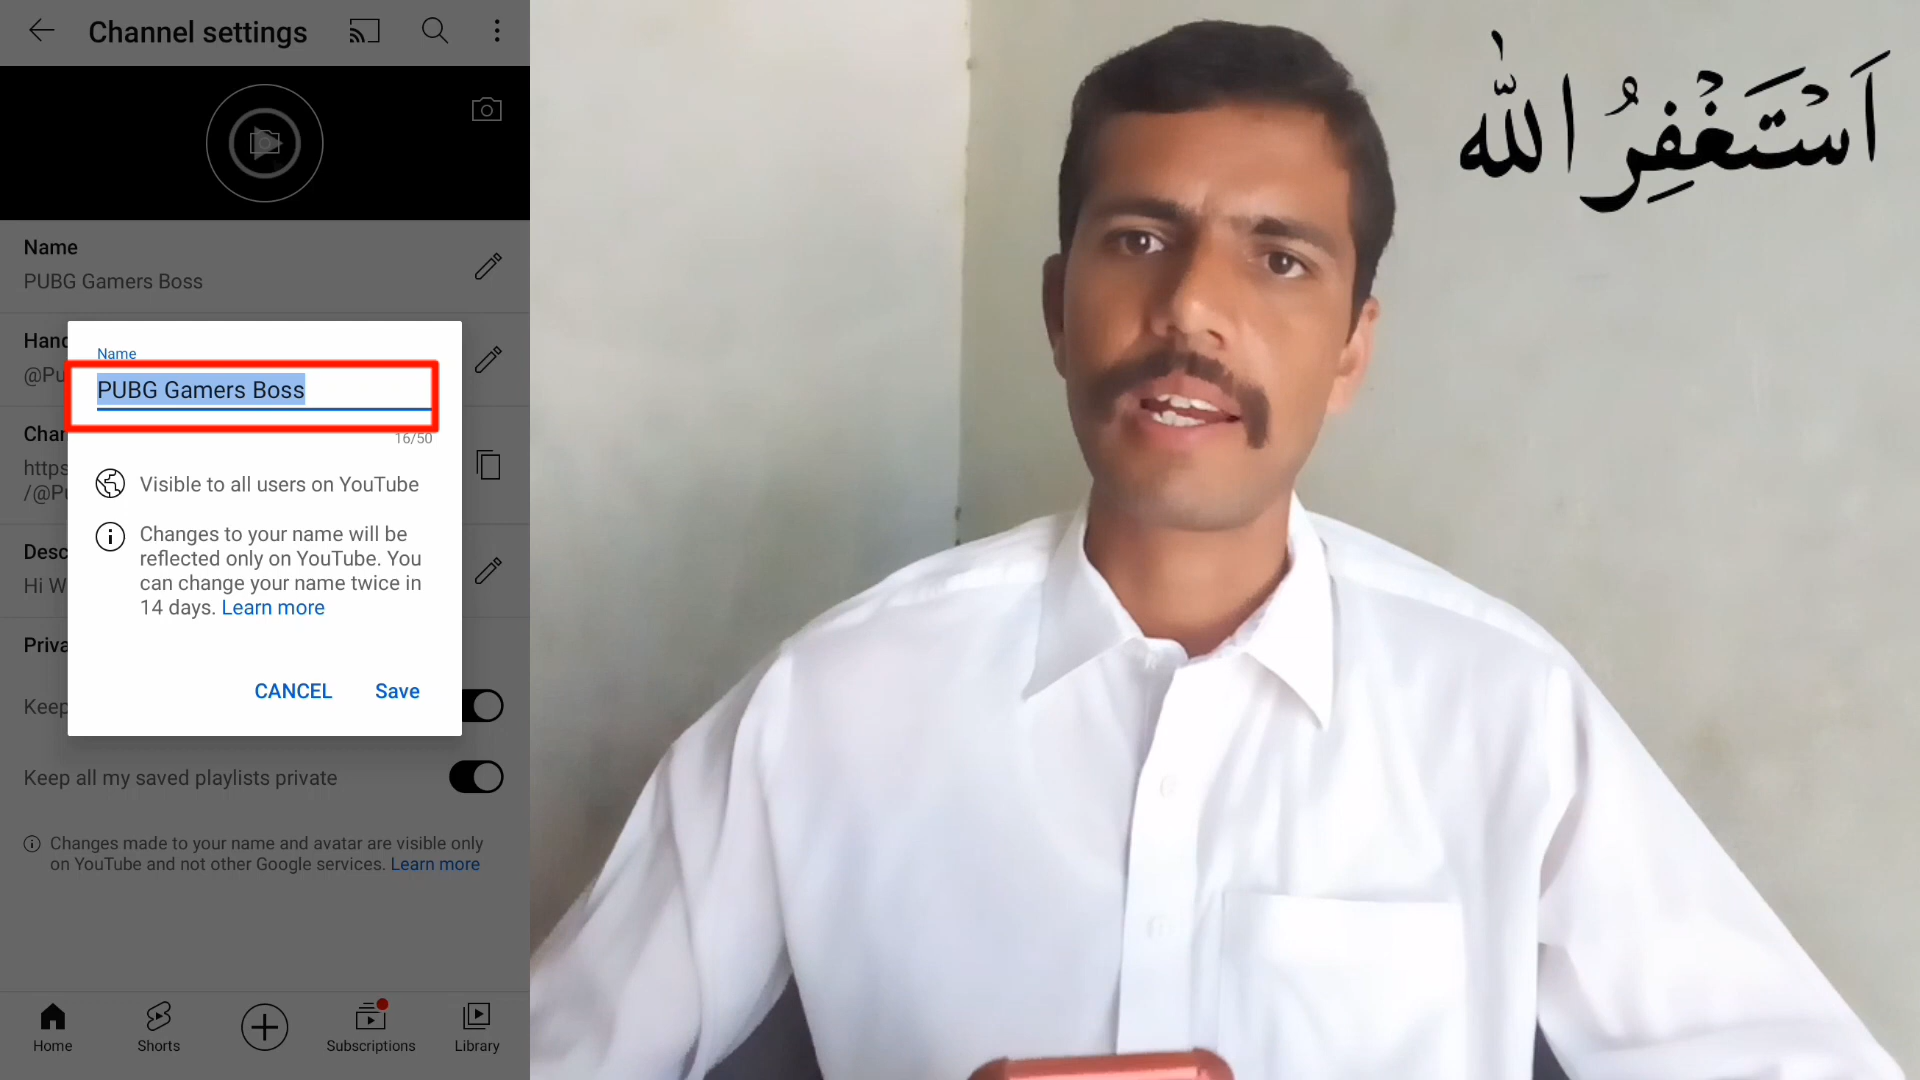 Channel settings
Name
PUBG Gamers Boss
Hand
@Pu
Name
PUBG Gamers Boss
16/50
Chan
https
/@Pu
Visible to all users on YouTube
Changes to your name will be
reflected only on YouTube. You
can change your name twice in
14 days. Learn more
Desc
Hi W
Priva
CANCEL
Save
Keep
Keep all my saved playlists private
Changes made to your name and avatar are visible only
on YouTube and not other Google services. Learn more
Home
Shorts
Subscriptions
Library
اَسْتَغْفِرُ اللّٰه